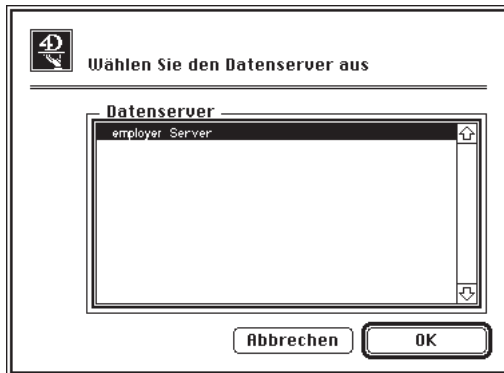 4D
Wählen Sie den Datenserver aus
Datenserver
employer Server
Abbrechen
OK